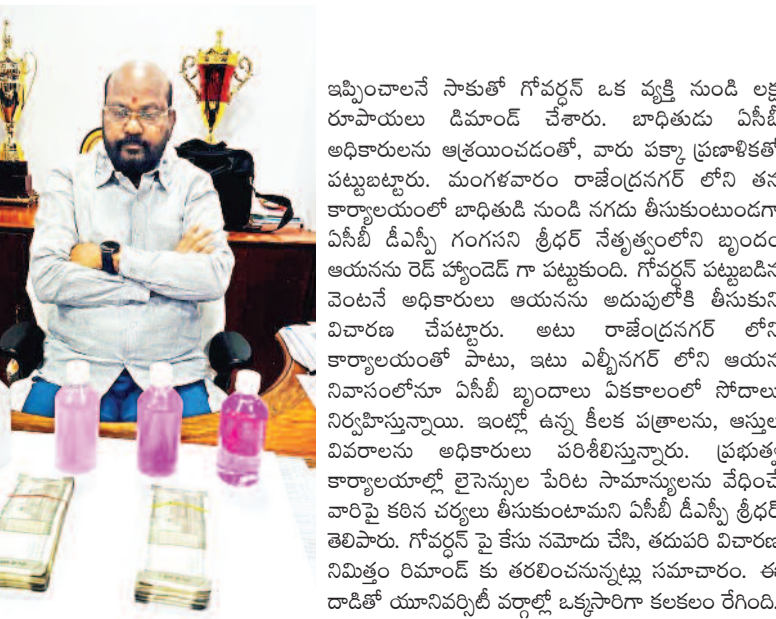 ఇప్పించాలనే సాకుతో గోవర్ధన్ ఒక వ్యక్తి నుండి లక్ష
రూపాయలు డిమాండ్ చేశారు. బాధితుడు ఏసీబీ
అధికారులను ఆశ్రయించడంతో, వారు పక్కా ప్రణాళికతో
పట్టుబట్టారు. మంగళవారం రాజేంద్రనగర్ లోని తన
కార్యాలయంలో బాధితుడి నుండి నగదు తీసుకుంటుండగా
ఏసీబీ డీఎస్పీ గంగసని శ్రీధర్ నేతృత్వంలోని బృందం
ఆయనను రెడ్ హ్యాండెడ్ గా పట్టుకుంది. గోవర్ధన్ పట్టుబడిన
వెంటనే అధికారులు ఆయనను అదుపులోకి తీసుకుని
విచారణ చేపట్టారు. అటు రాజేంద్రనగర్ లోని
కార్యాలయంతో పాటు, ఇటు ఎల్బీనగర్ లోని ఆయన
నివాసంలోనూ ఏసీబీ బృందాలు ఏకకాలంలో సోదాలు
నిర్వహిస్తున్నాయి. ఇంట్లో ఉన్న కీలక పత్రాలను, ఆస్తుల
వివరాలను అధికారులు పరిశీలిస్తున్నారు. ప్రభుత్వ
కార్యాలయాల్లో లైసెన్సుల పేరిట సామాన్యులను వేధించే
వారిపై కఠిన చర్యలు తీసుకుంటామని ఏసీబీ డీఎస్పీ శ్రీధర్
తెలిపారు. గోవర్ధన్ పై కేసు నమోదు చేసి, తదుపరి విచారణ
నిమిత్తం రిమాండ్ కు తరలించనున్నట్లు సమాచారం. ఈ
దాడితో యూనివర్సిటీ వర్గాల్లో ఒక్కసారిగా కలకలం రేగింది.